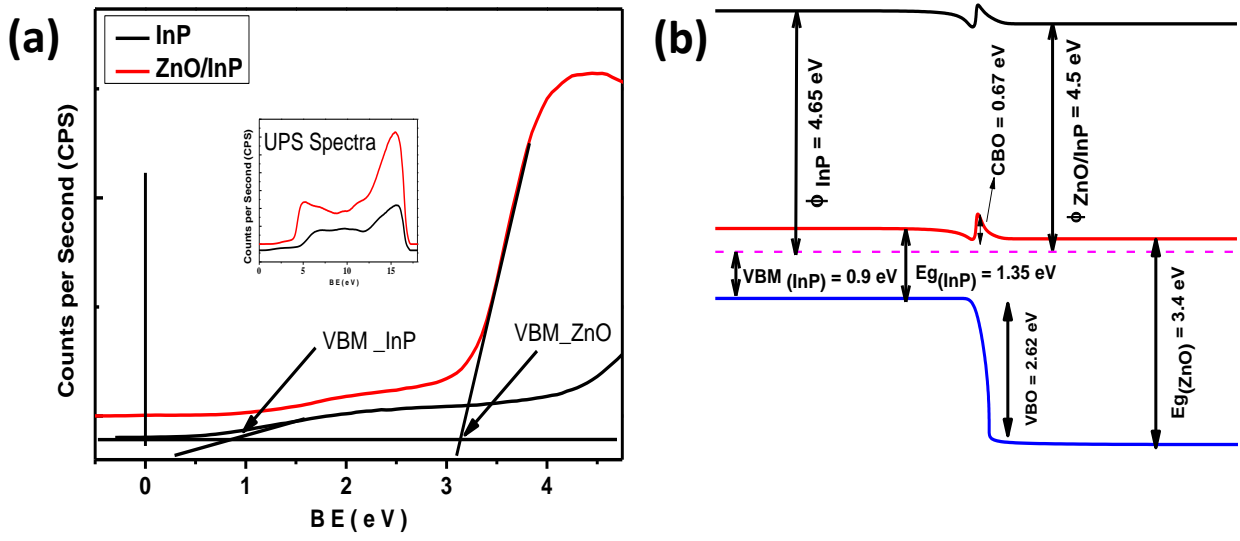 (a)
InP
ZnO/InP
Counts per Second (CPS)
UPS Spectra
Counts per Second (CPS)
0 5 10 15
B E ( e V )
VBM _InP
VBM_ZnO
0 1 2 3 4
B E ( e V )
(b)
ϕ InP = 4.65 eV
CBO = 0.67 eV
ϕ ZnO/InP = 4.5 eV
VBM (InP) = 0.9 eV
Eg(InP) = 1.35 eV
VBO = 2.62 eV
Eg(ZnO) = 3.4 eV